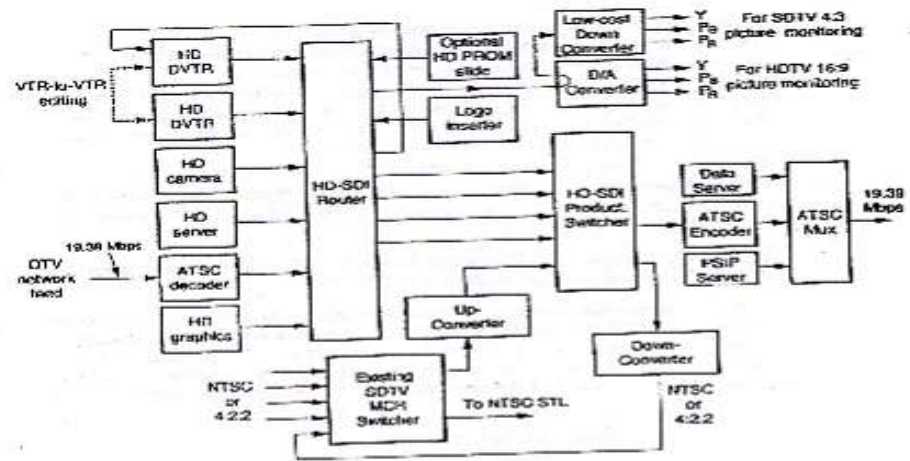 HD
DVTR
VTR-to-VTR
editing
HD
DVTR
HD
camera
HD
server
19.39 Mbps
DTV
network
feed
ATSC
decoder
HD
graphics
HD-SDI
Router
Optional
HD PROM
slide
Logo
Inserter
Low-cost
Down
Converter
Y
PB
PR
For SDTV 4:3
picture monitoring
D/A
Converter
Y
PB
PR
For HDTV 16:9
picture monitoring
HD-SDI
Product.
Switcher
Data
Server
ATSC
Encoder
PSIP
Server
ATSC
Mux
19.39
Mbps
Up-
Converter
Down-
Converter
NTSC
or
4:2:2
Existing
SDTV
MCR
Switcher
To NTSC STL
NTSC
or
4:2:2